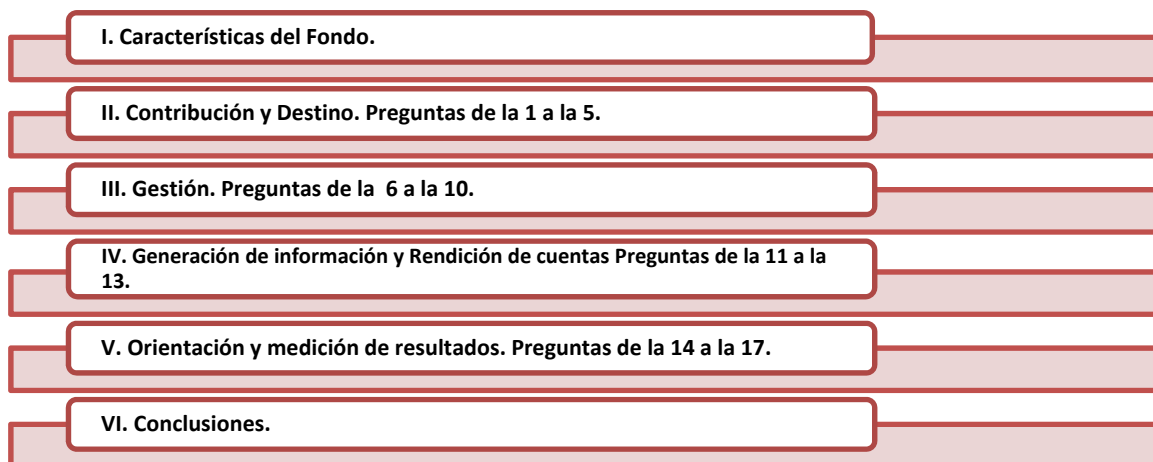 I. Características del Fondo.
II. Contribución y Destino. Preguntas de la 1 a la 5.
III. Gestión. Preguntas de la  6 a la 10.
IV. Generación de información y Rendición de cuentas Preguntas de la 11 a la
13.
V. Orientación y medición de resultados. Preguntas de la 14 a la 17.
VI. Conclusiones.